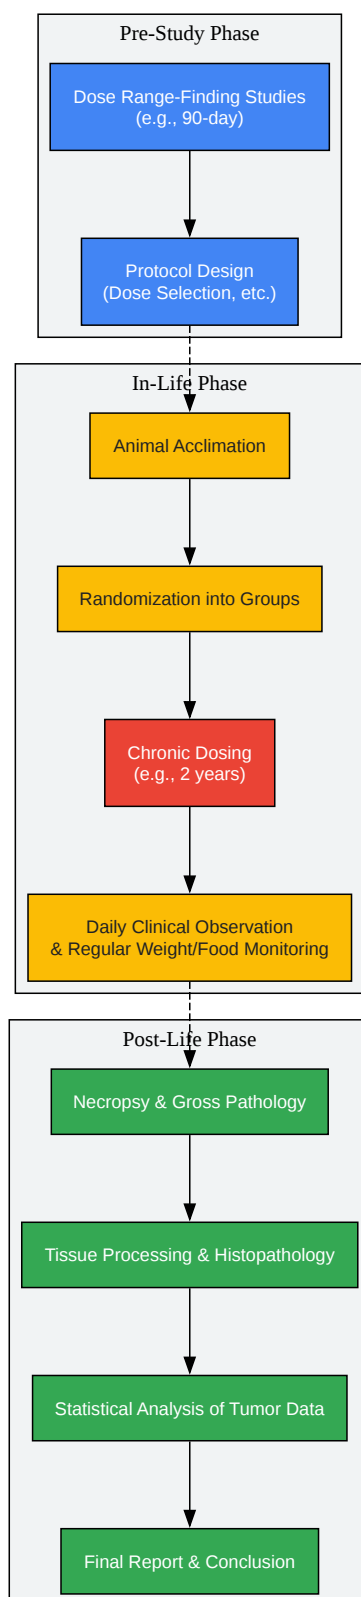 Pre-Study Phase
Dose Range-Finding Studies
(e.g., 90-day)
Protocol Design
(Dose Selection, etc.)
In-Life Phase
Animal Acclimation
Randomization into Groups
Chronic Dosing
(e.g., 2 years)
Daily Clinical Observation
& Regular Weight/Food Monitoring
Post-Life Phase
Necropsy & Gross Pathology
Tissue Processing & Histopathology
Statistical Analysis of Tumor Data
Final Report & Conclusion